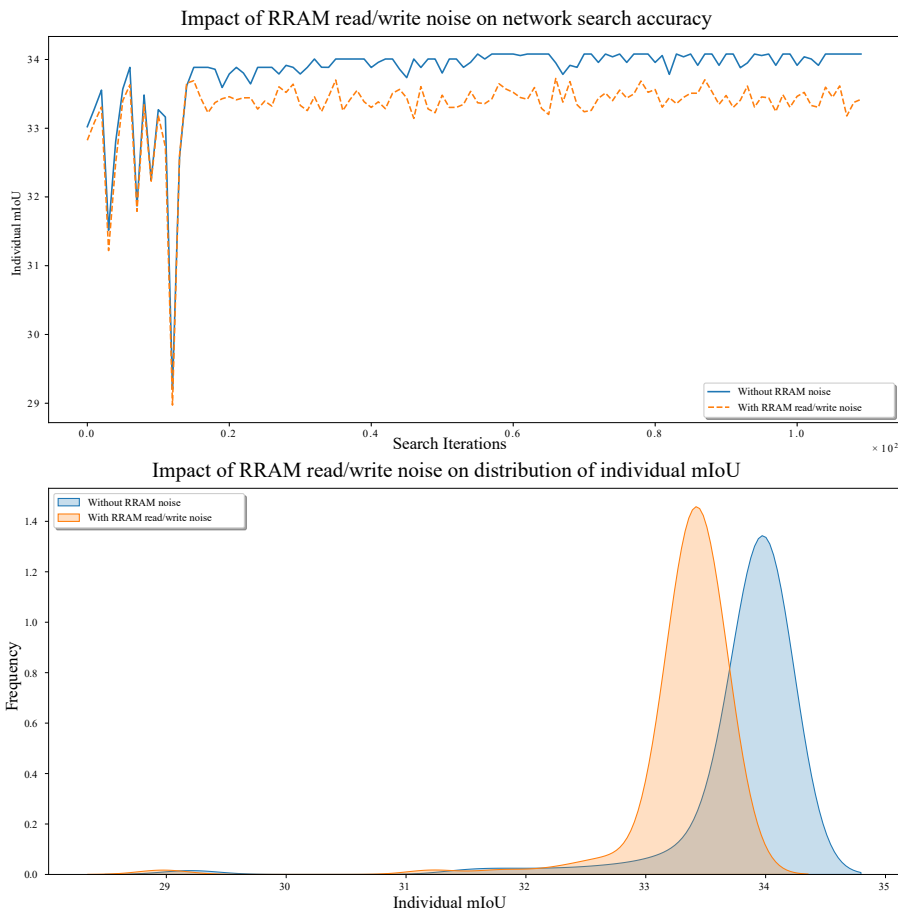 Impact of RRAM read/write noise on network search accuracy
34
33
32
31
30
29
Individual mIoU
Without RRAM noise
With RRAM read/write noise
0.0 0.2 0.4 0.6 0.8 1.0
Search Iterations
× 10²
Impact of RRAM read/write noise on distribution of individual mIoU
Without RRAM noise
With RRAM read/write noise
1.4
1.2
1.0
0.8
0.6
0.4
0.2
0.0
Frequency
29 30 31 32 33 34 35
Individual mIoU